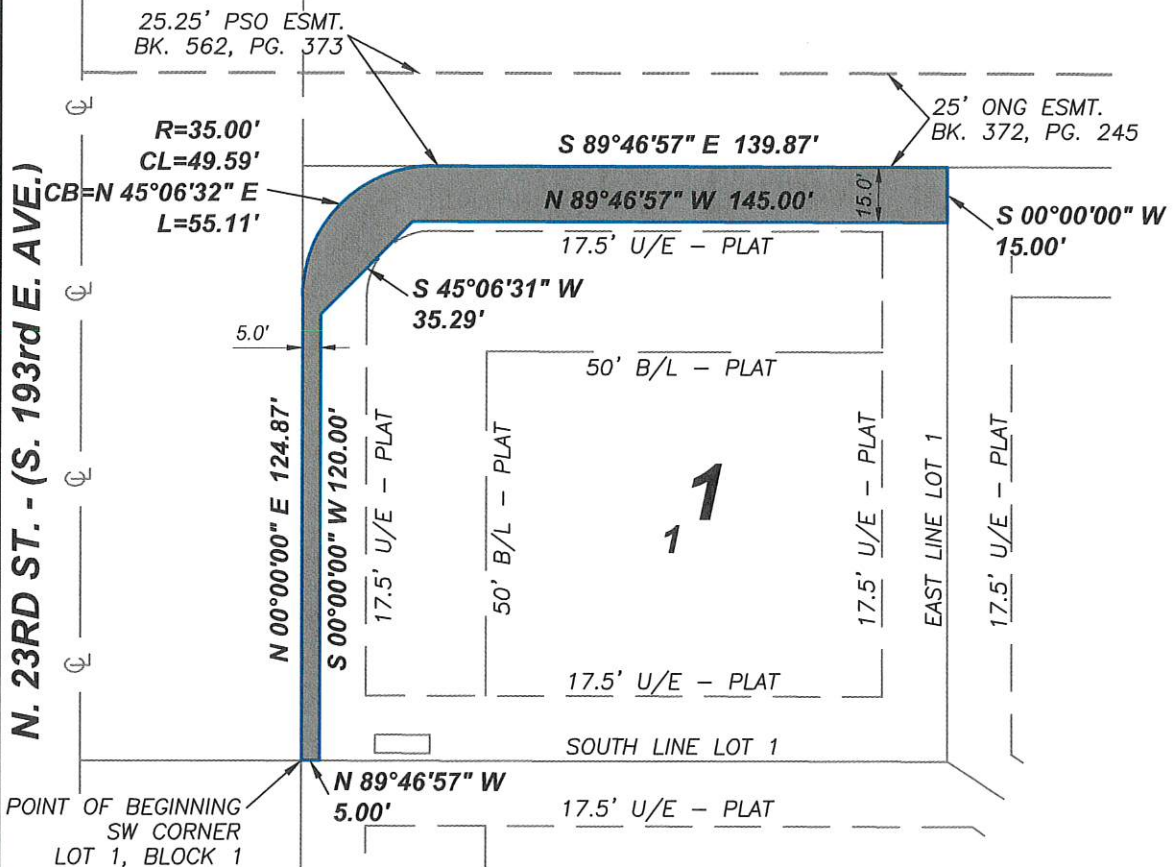 25.25' PSO ESMT.
BK. 562, PG. 373
25' ONG ESMT.
BK. 372, PG. 245
R=35.00'
CL=49.59'
CB=N 45°06'32" E
L=55.11'
S 89°46'57" E 139.87'
N 89°46'57" W 145.00'
15.0'
S 00°00'00" W
15.00'
17.5' U/E - PLAT
S 45°06'31" W
35.29'
5.0'
50' B/L - PLAT
N. 23RD ST. - (S. 193rd E. AVE.)
N 00°00'00" E 124.87'
S 00°00'00" W 120.00'
17.5' U/E - PLAT
50' B/L - PLAT
1
1
17.5' U/E - PLAT
EAST LINE LOT 1
17.5' U/E - PLAT
17.5' U/E - PLAT
SOUTH LINE LOT 1
N 89°46'57" W
5.00'
POINT OF BEGINNING
SW CORNER
LOT 1, BLOCK 1
17.5' U/E - PLAT